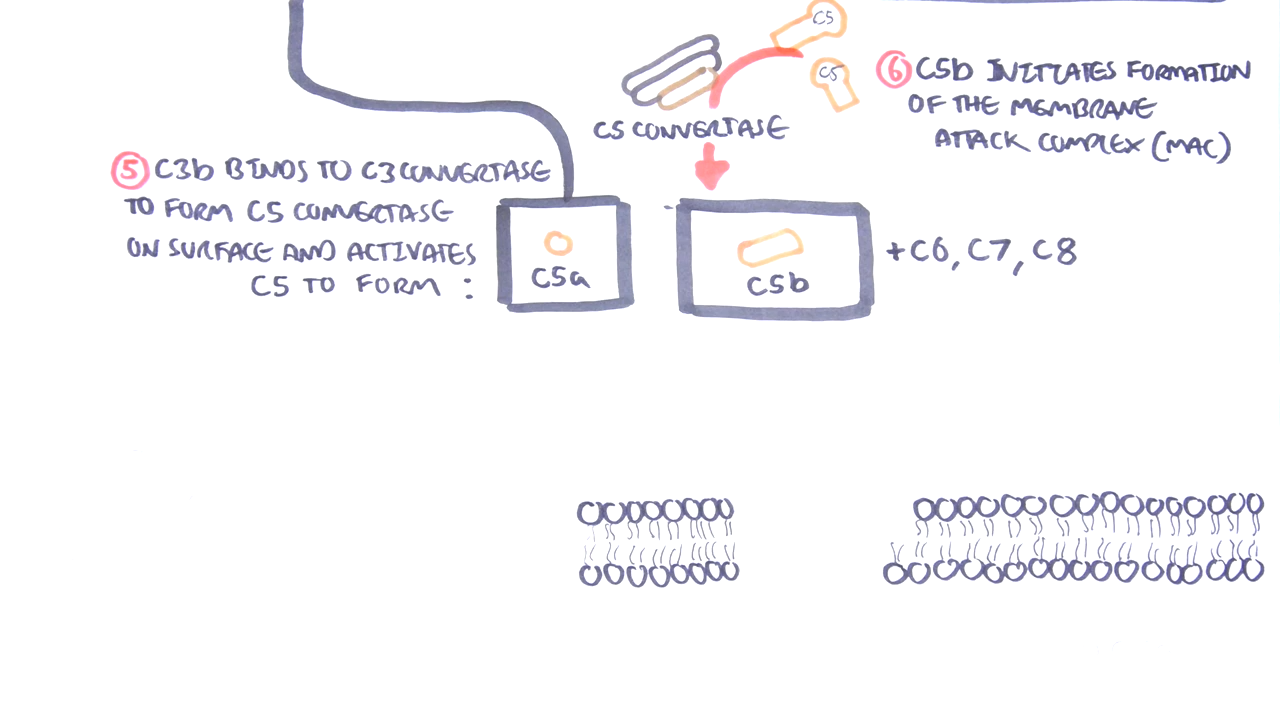 C5
C5
C5 CONVERTASE
5 C3b BINDS TO C3 CONVERTASE
TO FORM C5 CONVERTASE
ON SURFACE AND ACTIVATES
C5 TO FORM :
C5a
C5b
6 C5b INITIATES FORMATION
OF THE MEMBRANE
ATTACK COMPLEX (MAC)
+ C6, C7, C8